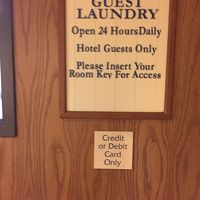 GUEST
LAUNDRY
Open 24 HoursDaily
Hotel Guests Only
Please Insert Your
Room Key For Access
Credit
or Debit
Card
Only